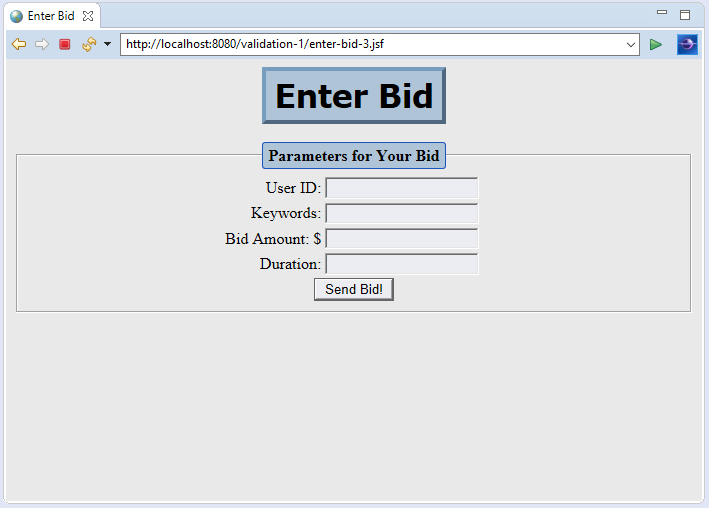 Enter Bid
http://localhost:8080/validation-1/enter-bid-3.jsf
Enter Bid
Parameters for Your Bid
User ID:
Keywords:
Bid Amount: $
Duration:
Send Bid!